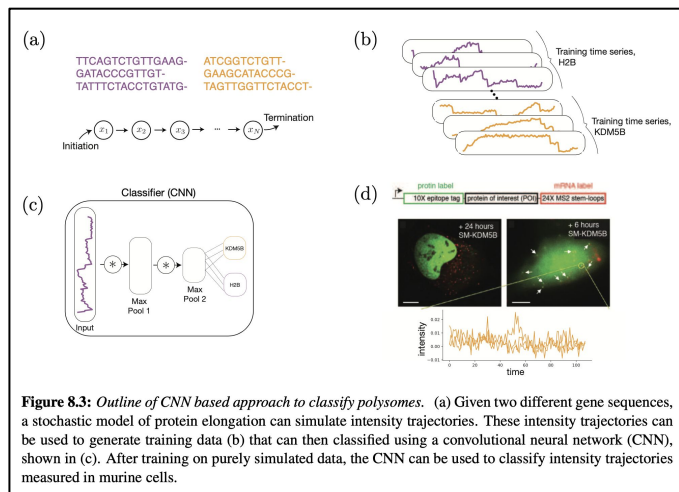 (a)
TTCAGTCTGTTGAAG-
GATACCCGTTGT-
TATTTCTACCTGTATG-
ATCGGTCTGTT-
GAAGCATACCCG-
TAGTTGGTTCTACCT-
x1
x2
x3
...
xN
Termination
Initiation
(b)
Training time series,
H2B
Training time series,
KDM5B
(c)
Classifier (CNN)
*
*
KDM5B
H2B
Max
Pool 1
Max
Pool 2
Input
(d)
protin label
mRNA label
10X epitope tag
protein of interest (POI)
24X MS2 stem-loops
+ 24 hours
SM-KDM5B
+ 6 hours
SM-KDM5B
intensity
0.02
0.01
0.00
−0.01
0
20
40
60
80
100
time
Figure 8.3: Outline of CNN based approach to classify polysomes. (a) Given two different gene sequences,
a stochastic model of protein elongation can simulate intensity trajectories. These intensity trajectories can
be used to generate training data (b) that can then classified using a convolutional neural network (CNN),
shown in (c). After training on purely simulated data, the CNN can be used to classify intensity trajectories
measured in murine cells.